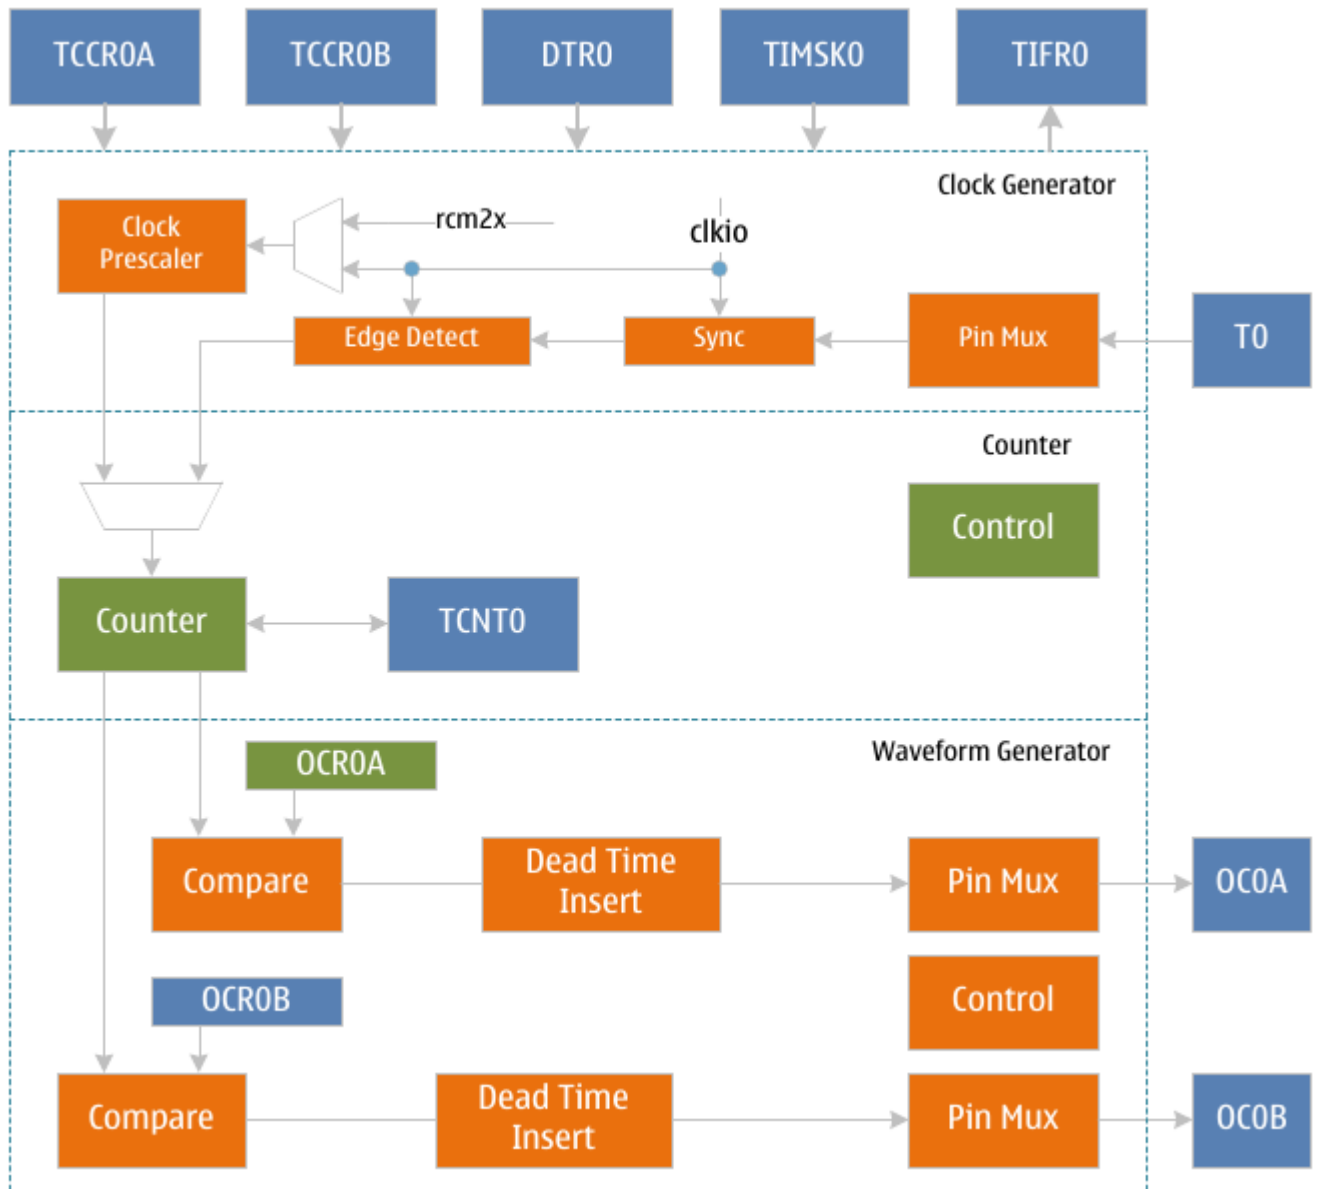 TCCR0A
TCCR0B
DTR0
TIMSK0
TIFR0
Clock Generator
Clock
Prescaler
rcm2x
clkio
Edge Detect
Sync
Pin Mux
T0
Counter
Control
Counter
TCNT0
Waveform Generator
OCR0A
Compare
Dead Time
Insert
Pin Mux
OC0A
OCR0B
Control
Compare
Dead Time
Insert
Pin Mux
OC0B